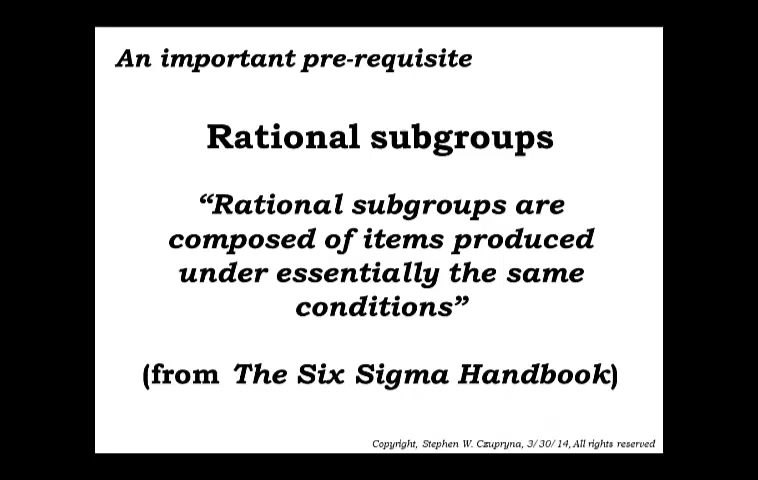 An important pre-requisite
Rational subgroups
“Rational subgroups are
composed of items produced
under essentially the same
conditions”
(from The Six Sigma Handbook)
Copyright, Stephen W. Czupryna, 3/30/14, All rights reserved